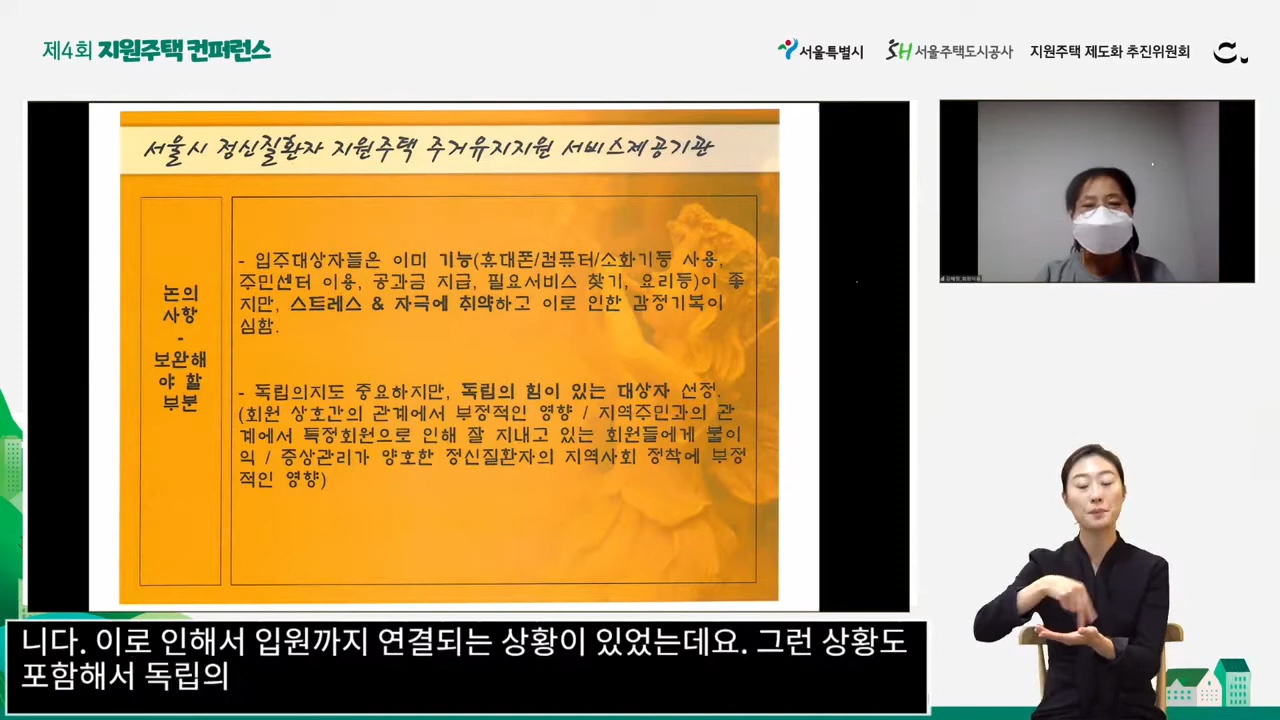 제4회 지원주택 컨퍼런스
서울특별시
SH 서울주택도시공사
지원주택 제도화 추진위원회
서울시 정신질환자 지원주택 주거유지지원 서비스제공기관
논의
사항
-
보완해
야 할
부분
- 입주대상자들은 이미 기능(휴대폰/컴퓨터/소화기등 사용,
주민센터 이용, 공과금 지급, 필요서비스 찾기, 요리등)이 좋
지만, 스트레스 & 자극에 취약하고 이로 인한 감정기복이
심함.
- 독립의지도 중요하지만, 독립의 힘이 있는 대상자 선정.
(회원 상호간의 관계에서 부정적인 영향 / 지역주민과의 관
계에서 특정회원으로 인해 잘 지내고 있는 회원들에게 불이
익 / 증상관리가 양호한 정신질환자의 지역사회 정착에 부정
적인 영향)
니다. 이로 인해서 입원까지 연결되는 상황이 있었는데요. 그런 상황도
포함해서 독립의